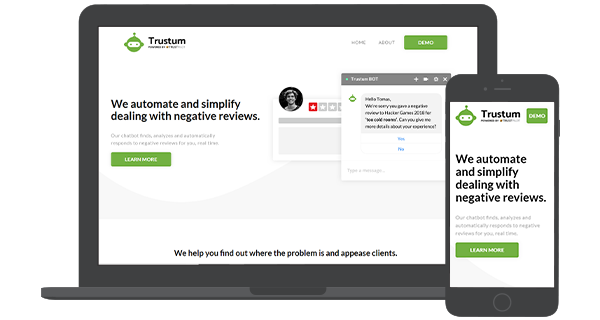 Trustum
POWERED BY
HOME
ABOUT
DEMO
We automate and simplify
dealing with negative reviews.
Our chatbot finds, analyzes and automatically
responds to negative reviews for you, real time.
LEARN MORE
Trustum BOT
Hello Tomas,
We're sorry you gave a negative
review to Hacker Games 2018 for
"too cold rooms". Can you give me
more details about your experience?
Yes
No
Type a message...
We help you find out where the problem is and appease clients.
Trustum
POWERED BY
DEMO
We automate
and simplify
dealing with
negative reviews.
Our chatbot finds, analyzes and
automatically responds to negative
reviews for you, real time.
LEARN MORE